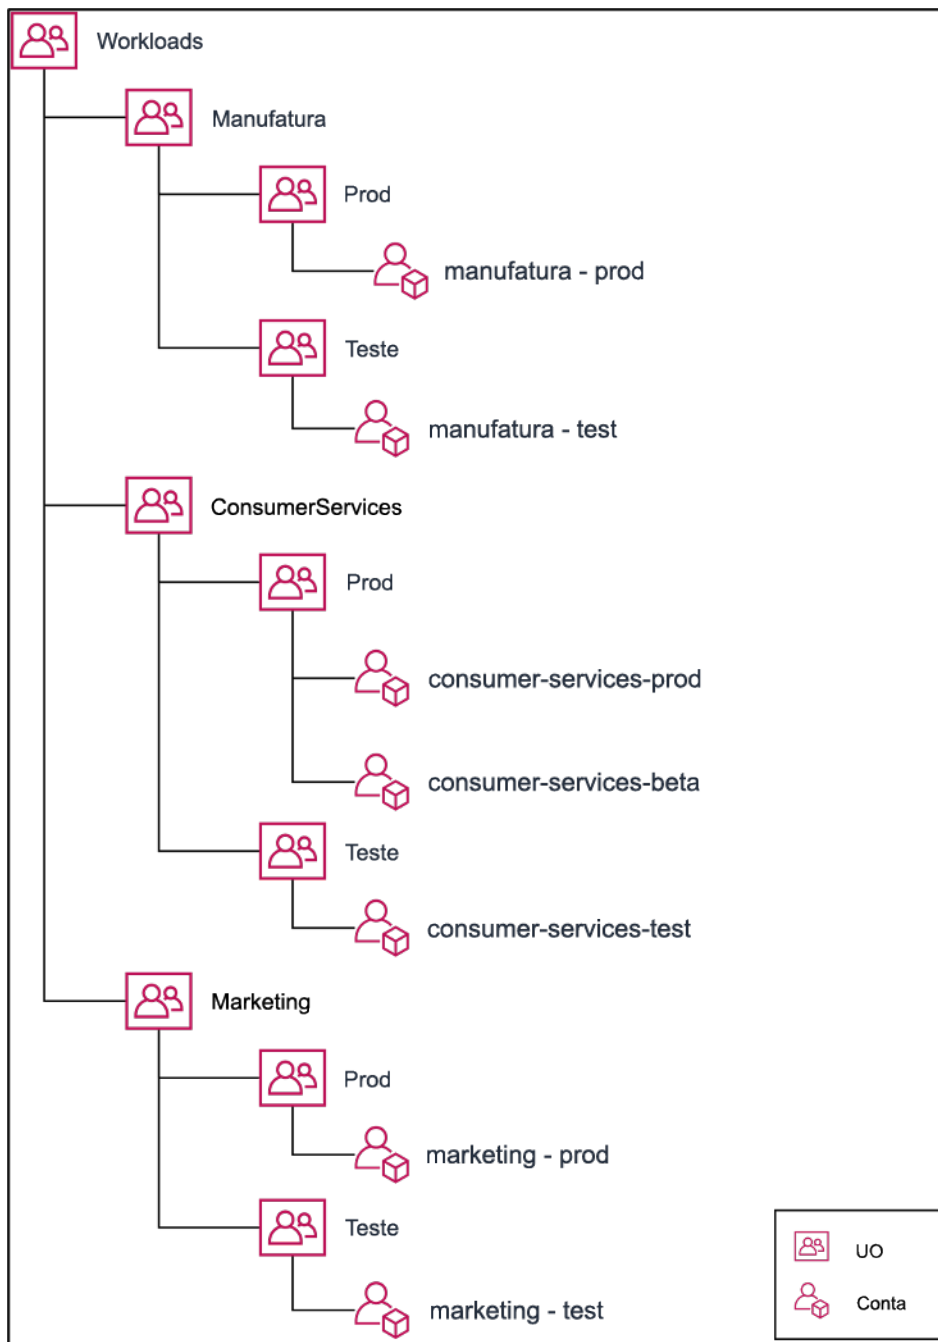 Workloads
Manufatura
Prod
manufatura - prod
Teste
manufatura - test
ConsumerServices
Prod
consumer-services-prod
consumer-services-beta
Teste
consumer-services-test
Marketing
Prod
marketing - prod
Teste
marketing - test
UO
Conta